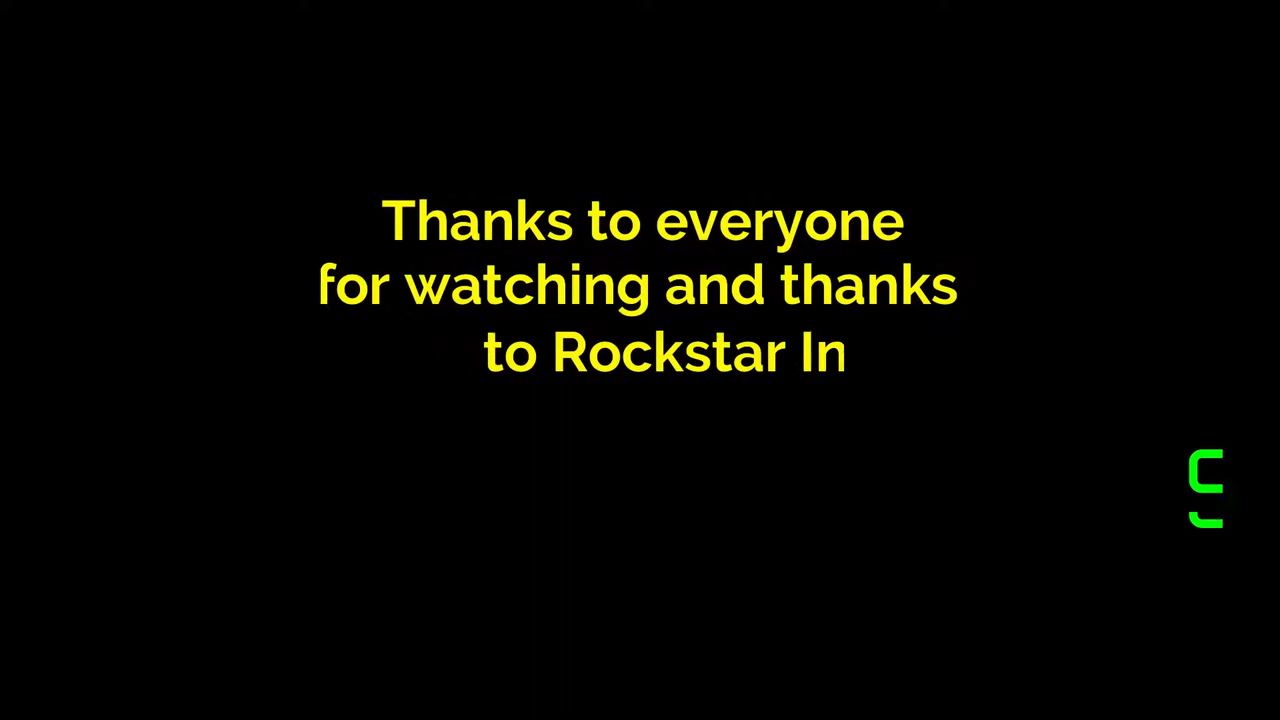 Thanks to everyone
for watching and thanks
to Rockstar In